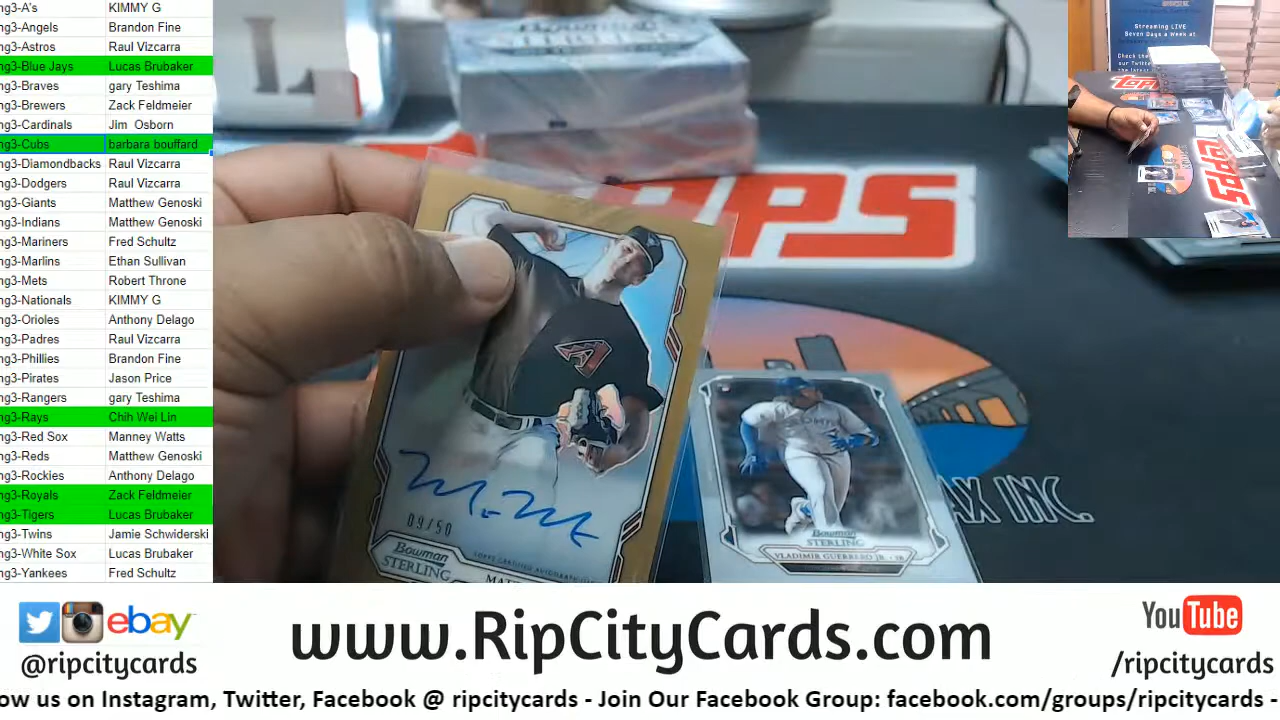 ng3-A's KIMMY G
ng3-Angels Brandon Fine
ng3-Astros Raul Vizcarra
ng3-Blue Jays Lucas Brubaker
ng3-Braves gary Teshima
ng3-Brewers Zack Feldmeier
ng3-Cardinals Jim Osborn
ng3-Cubs barbara bouffard
ng3-Diamondbacks Raul Vizcarra
ng3-Dodgers Raul Vizcarra
ng3-Giants Matthew Genoski
ng3-Indians Matthew Genoski
ng3-Mariners Fred Schultz
ng3-Marlins Ethan Sullivan
ng3-Mets Robert Throne
ng3-Nationals KIMMY G
ng3-Orioles Anthony Delago
ng3-Padres Raul Vizcarra
ng3-Phillies Brandon Fine
ng3-Pirates Jason Price
ng3-Rangers gary Teshima
ng3-Rays Chih Wei Lin
ng3-Red Sox Manney Watts
ng3-Reds Matthew Genoski
ng3-Rockies Anthony Delago
ng3-Royals Zack Feldmeier
ng3-Tigers Lucas Brubaker
ng3-Twins Jamie Schwiderski
ng3-White Sox Lucas Brubaker
ng3-Yankees Fred Schultz
OPS
AX INC.
A
09/50
Bowman
STERLING
TOPPS CERTIFIED AUTOGRAPH
Bowman
STERLING
VLADIMIR GUERRERO JR. • 3B
Streaming LIVE
Seven Days a Week at
Topps
TOPPS
ebay
@ripcitycards
www.RipCityCards.com
YouTube
/ripcitycards
ow us on Instagram, Twitter, Facebook @ ripcitycards - Join Our Facebook Group: facebook.com/groups/ripcitycards -